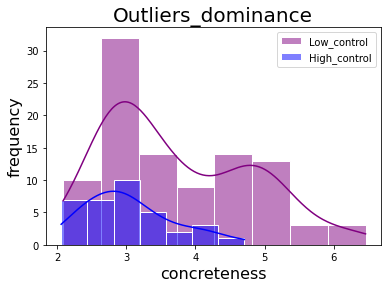 Outliers_dominance
Low_control
High_control
frequency
30
25
20
15
10
5
0
2
3
4
5
6
concreteness